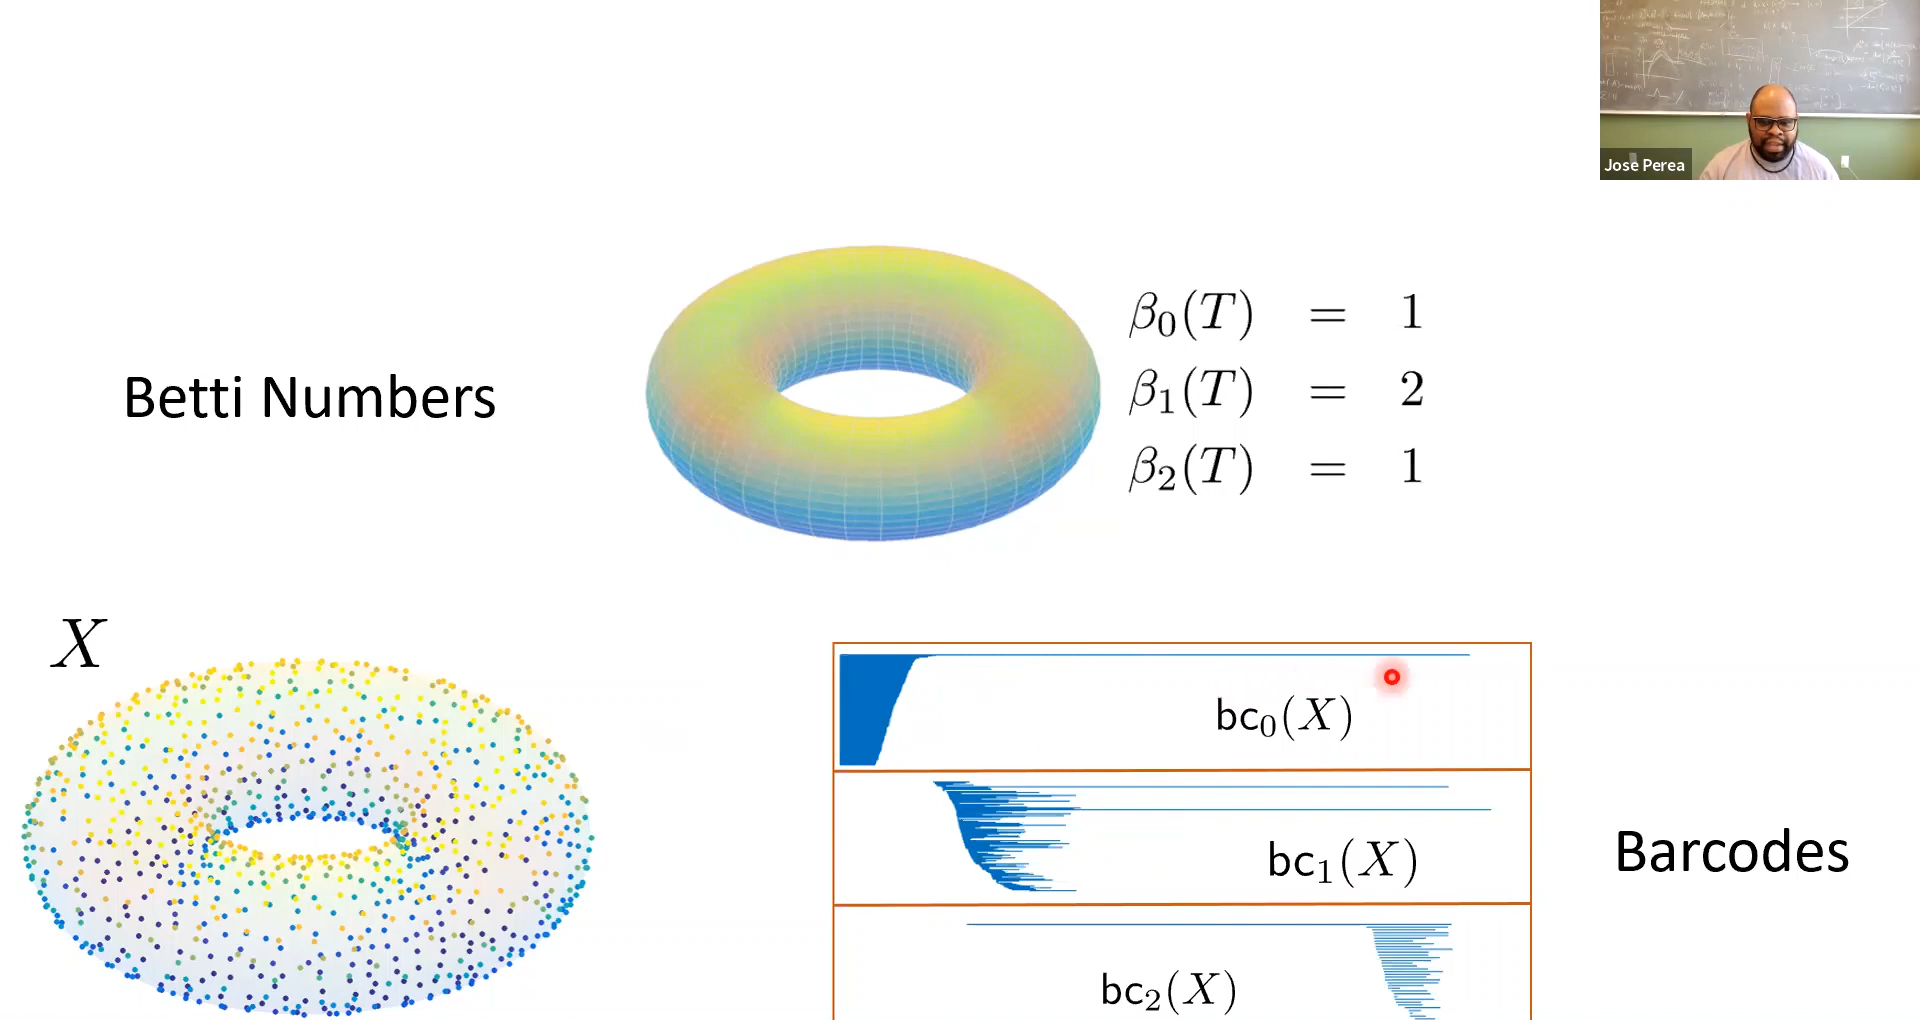 Jose Perea
β₀(T) = 1
Betti Numbers
β₁(T) = 2
β₂(T) = 1
X
bc₀(X)
bc₁(X)
Barcodes
bc₂(X)